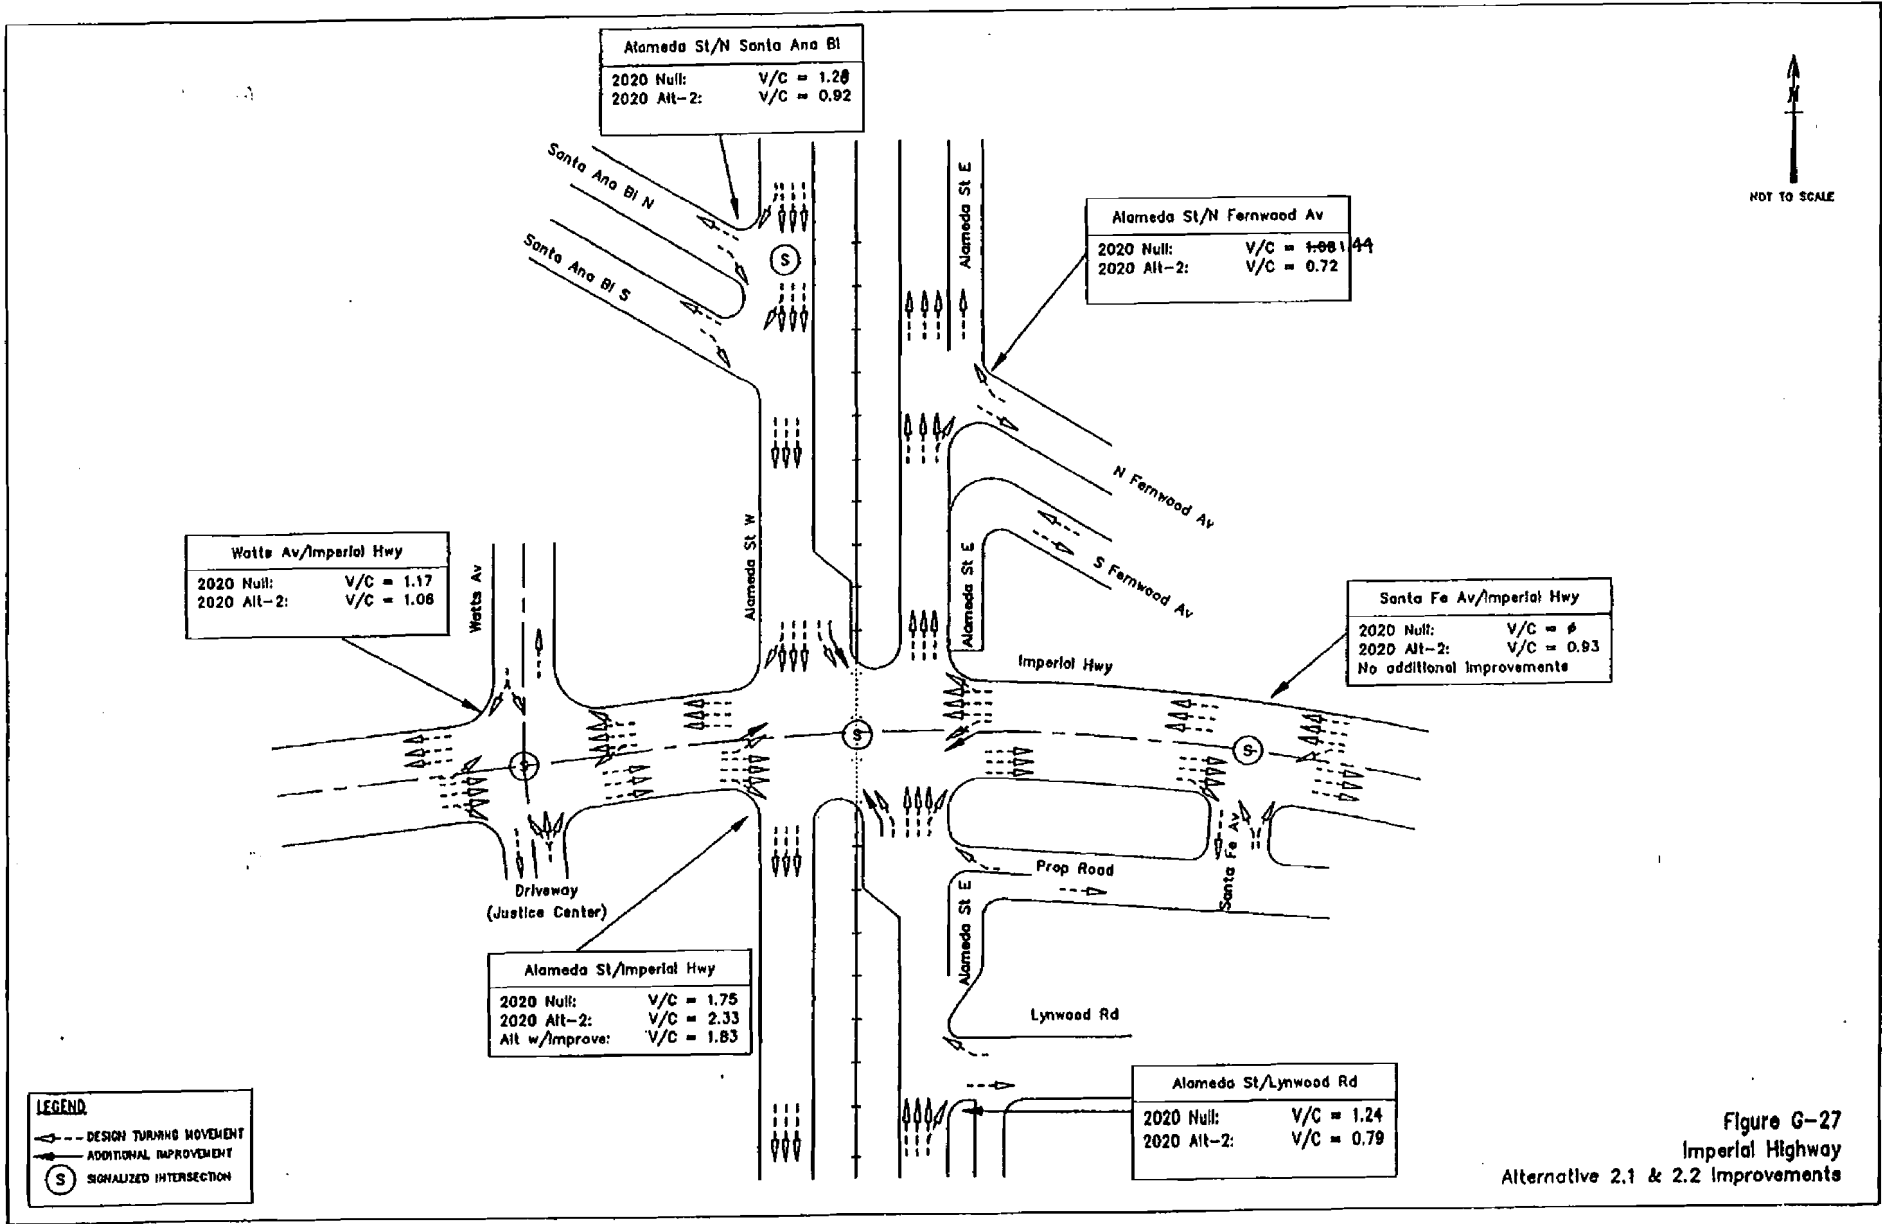 Alameda St/N Santa Ana Bl
2020 Null: V/C = 1.28
2020 Alt-2: V/C = 0.92
N
NOT TO SCALE
Santa Ana Bl N
Santa Ana Bl S
Alameda St E
Alameda St/N Fernwood Av
2020 Null: V/C = 1.44
2020 Alt-2: V/C = 0.72
S
N Fernwood Av
S Fernwood Av
Alameda St W
Alameda St E
Watts Av/Imperial Hwy
2020 Null: V/C = 1.17
2020 Alt-2: V/C = 1.06
Watts Av
Santa Fe Av/Imperial Hwy
2020 Null: V/C = ø
2020 Alt-2: V/C = 0.93
No additional improvements
Imperial Hwy
S
S
S
Prop Road
Santa Fe Av
Driveway
(Justice Center)
Alameda St E
Alameda St/Imperial Hwy
2020 Null: V/C = 1.75
2020 Alt-2: V/C = 2.33
Alt w/Improve: V/C = 1.83
Lynwood Rd
Alameda St/Lynwood Rd
2020 Null: V/C = 1.24
2020 Alt-2: V/C = 0.79
LEGEND
DESIGN TURNING MOVEMENT
ADDITIONAL IMPROVEMENT
S SIGNALIZED INTERSECTION
Figure G-27
Imperial Highway
Alternative 2.1 & 2.2 Improvements